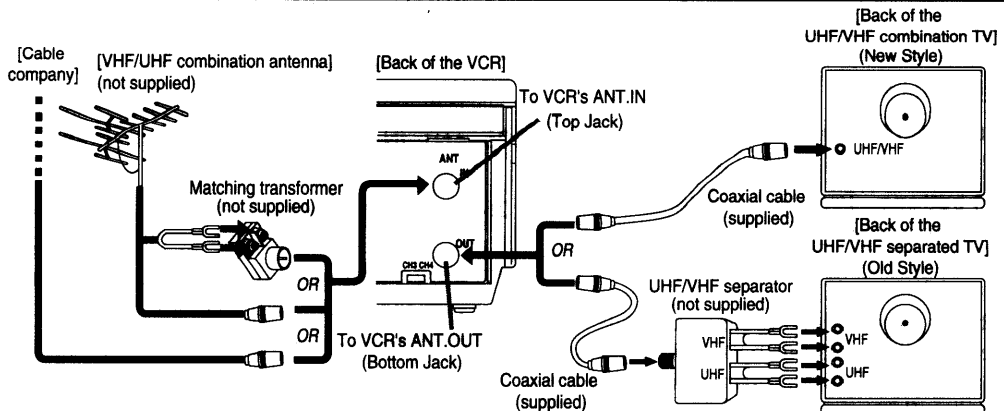 [Cable
company]
[VHF/UHF combination antenna]
(not supplied)
[Back of the VCR]
To VCR's ANT.IN
(Top Jack)
[Back of the
UHF/VHF combination TV]
(New Style)
ANT
IN
UHF/VHF
Matching transformer
(not supplied)
Coaxial cable
(supplied)
OUT
CH3 CH4
OR
OR
OR
To VCR's ANT.OUT
(Bottom Jack)
UHF/VHF separator
(not supplied)
[Back of the
UHF/VHF separated TV]
(Old Style)
VHF
UHF
VHF
UHF
Coaxial cable
(supplied)